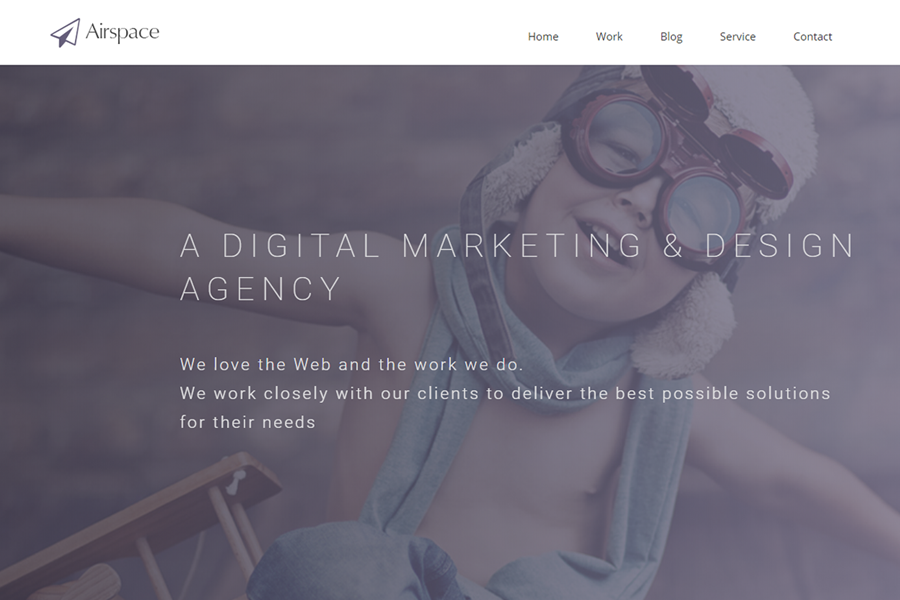 Airspace
Home Work Blog Service Contact
A DIGITAL MARKETING & DESIGN
AGENCY
We love the Web and the work we do.
We work closely with our clients to deliver the best possible solutions
for their needs